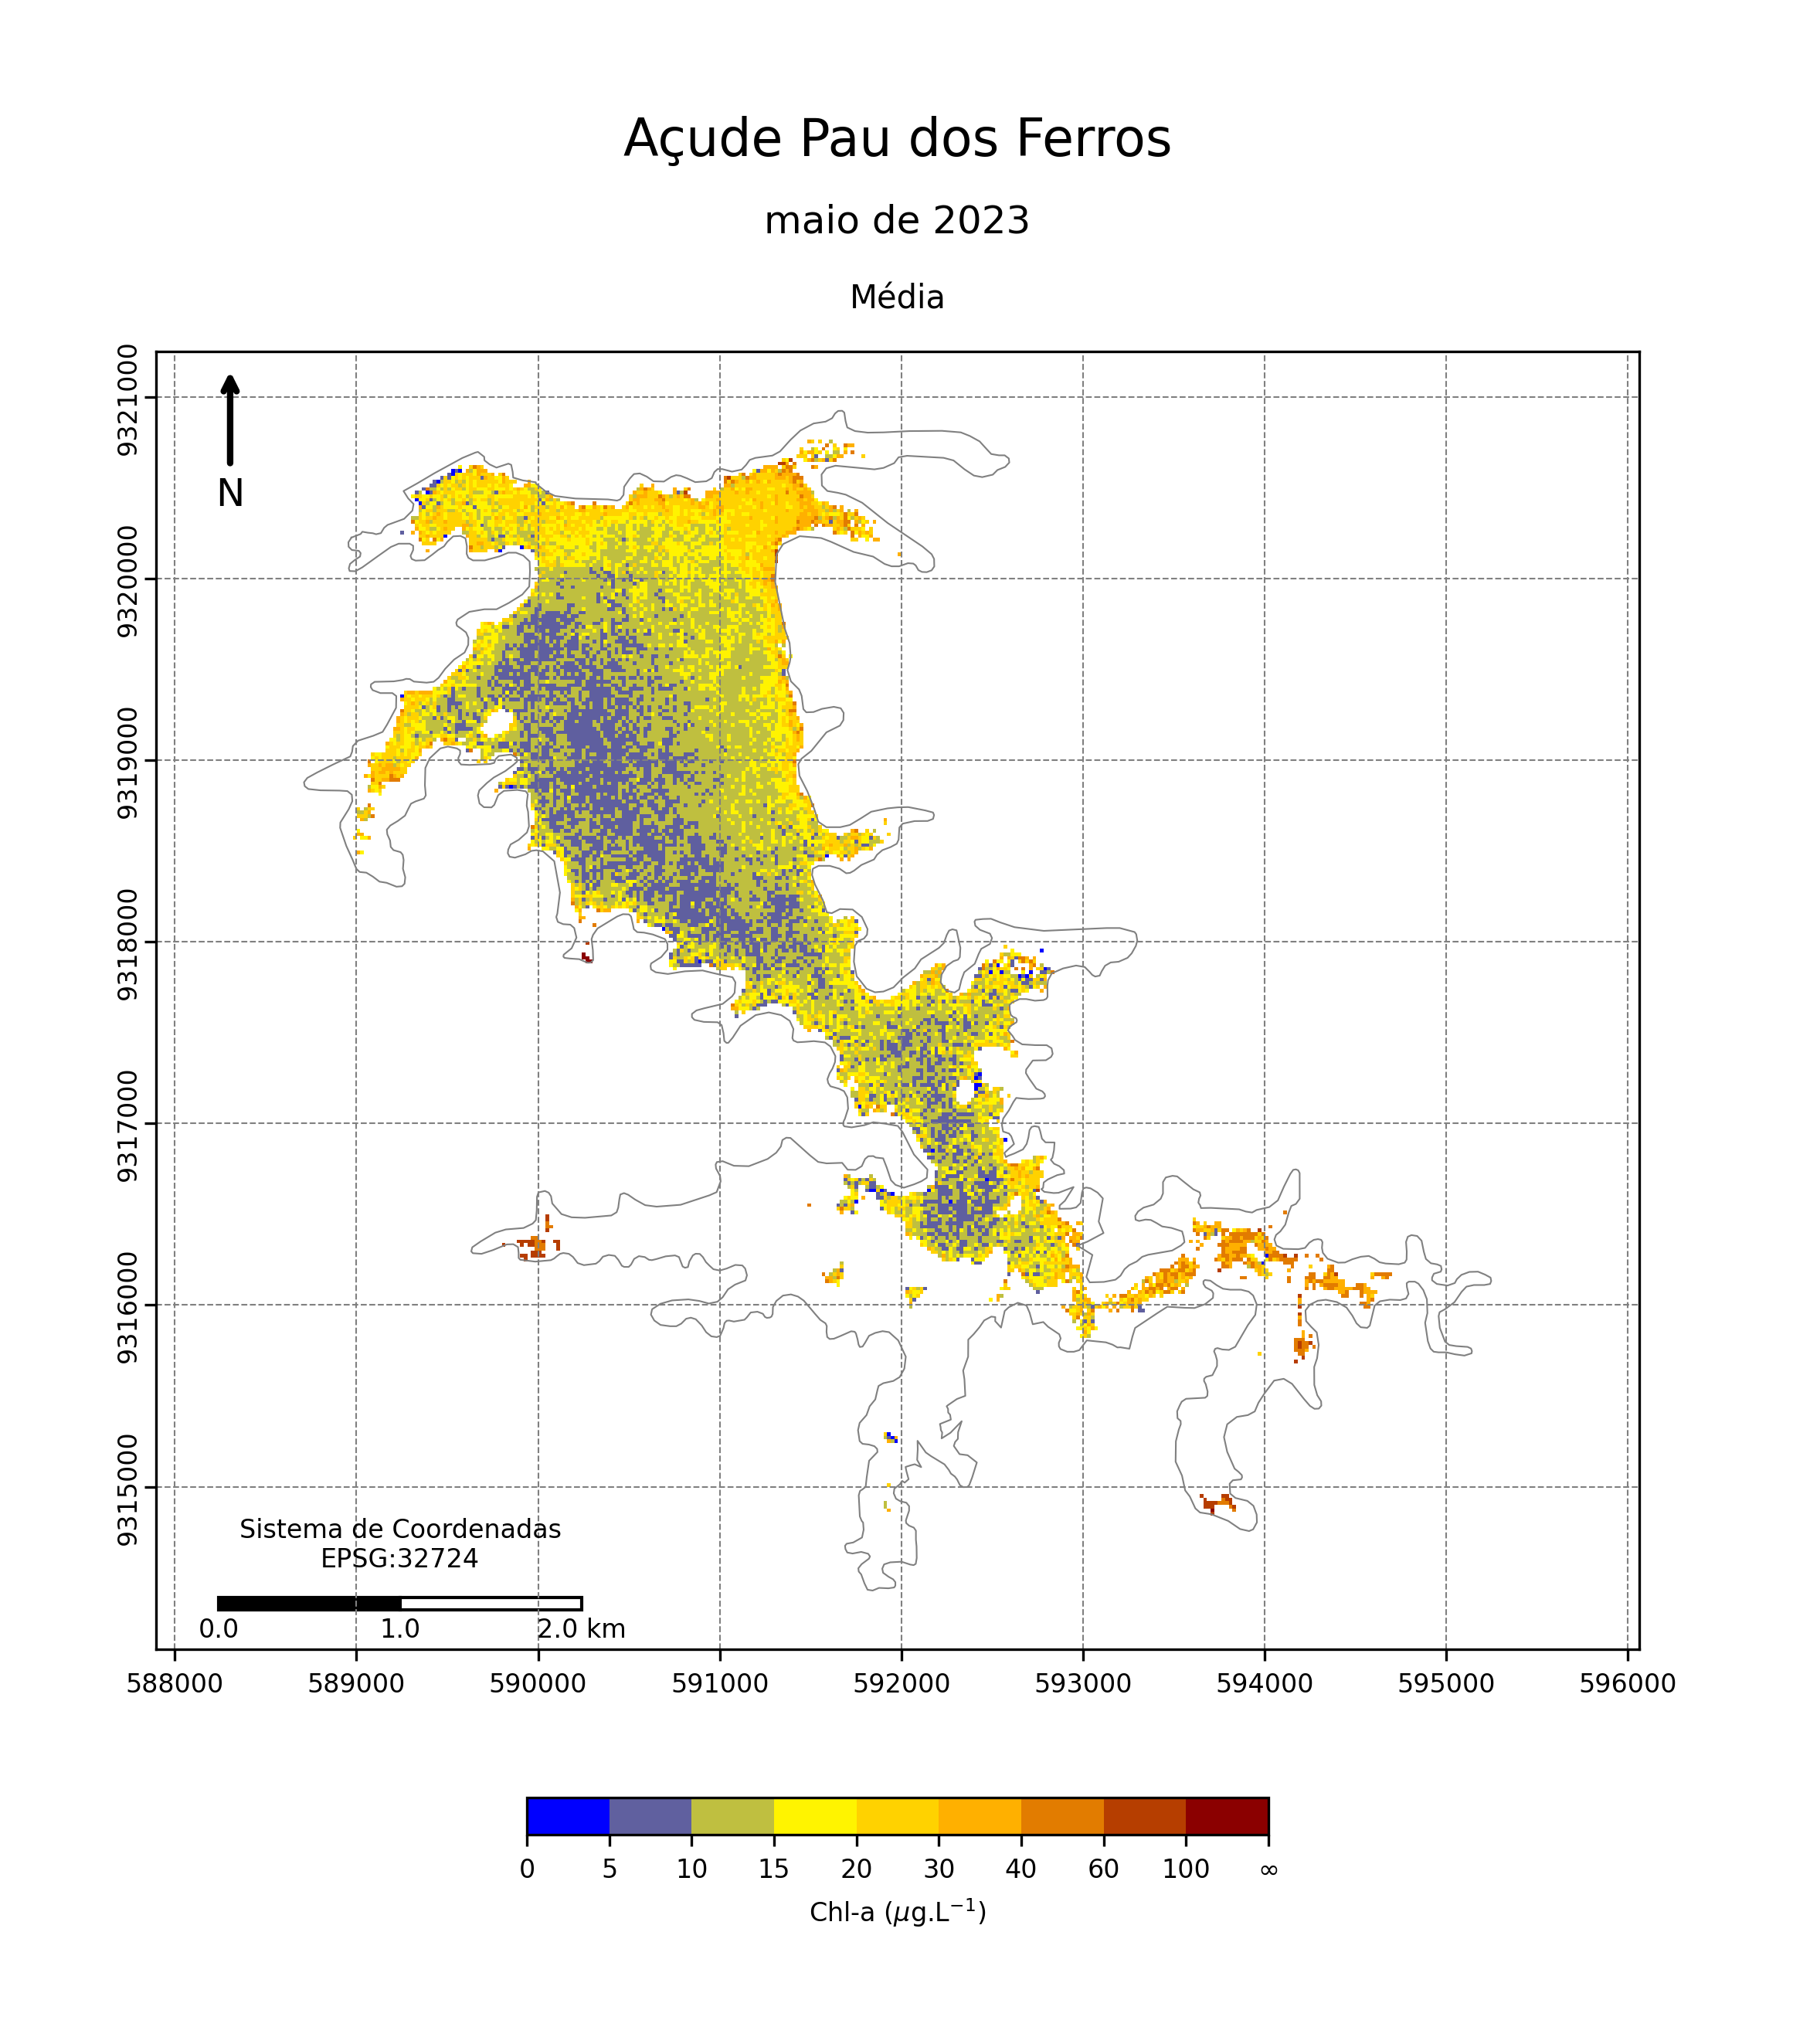 Açude Pau dos Ferros
maio de 2023
Média
9321000
9320000
9319000
9318000
9317000
9316000
9315000
N
Sistema de Coordenadas
EPSG:32724
0.0 1.0 2.0 km
588000 589000 590000 591000 592000 593000 594000 595000 596000
0 5 10 15 20 30 40 60 100 ∞
Chl-a (μg.L⁻¹)